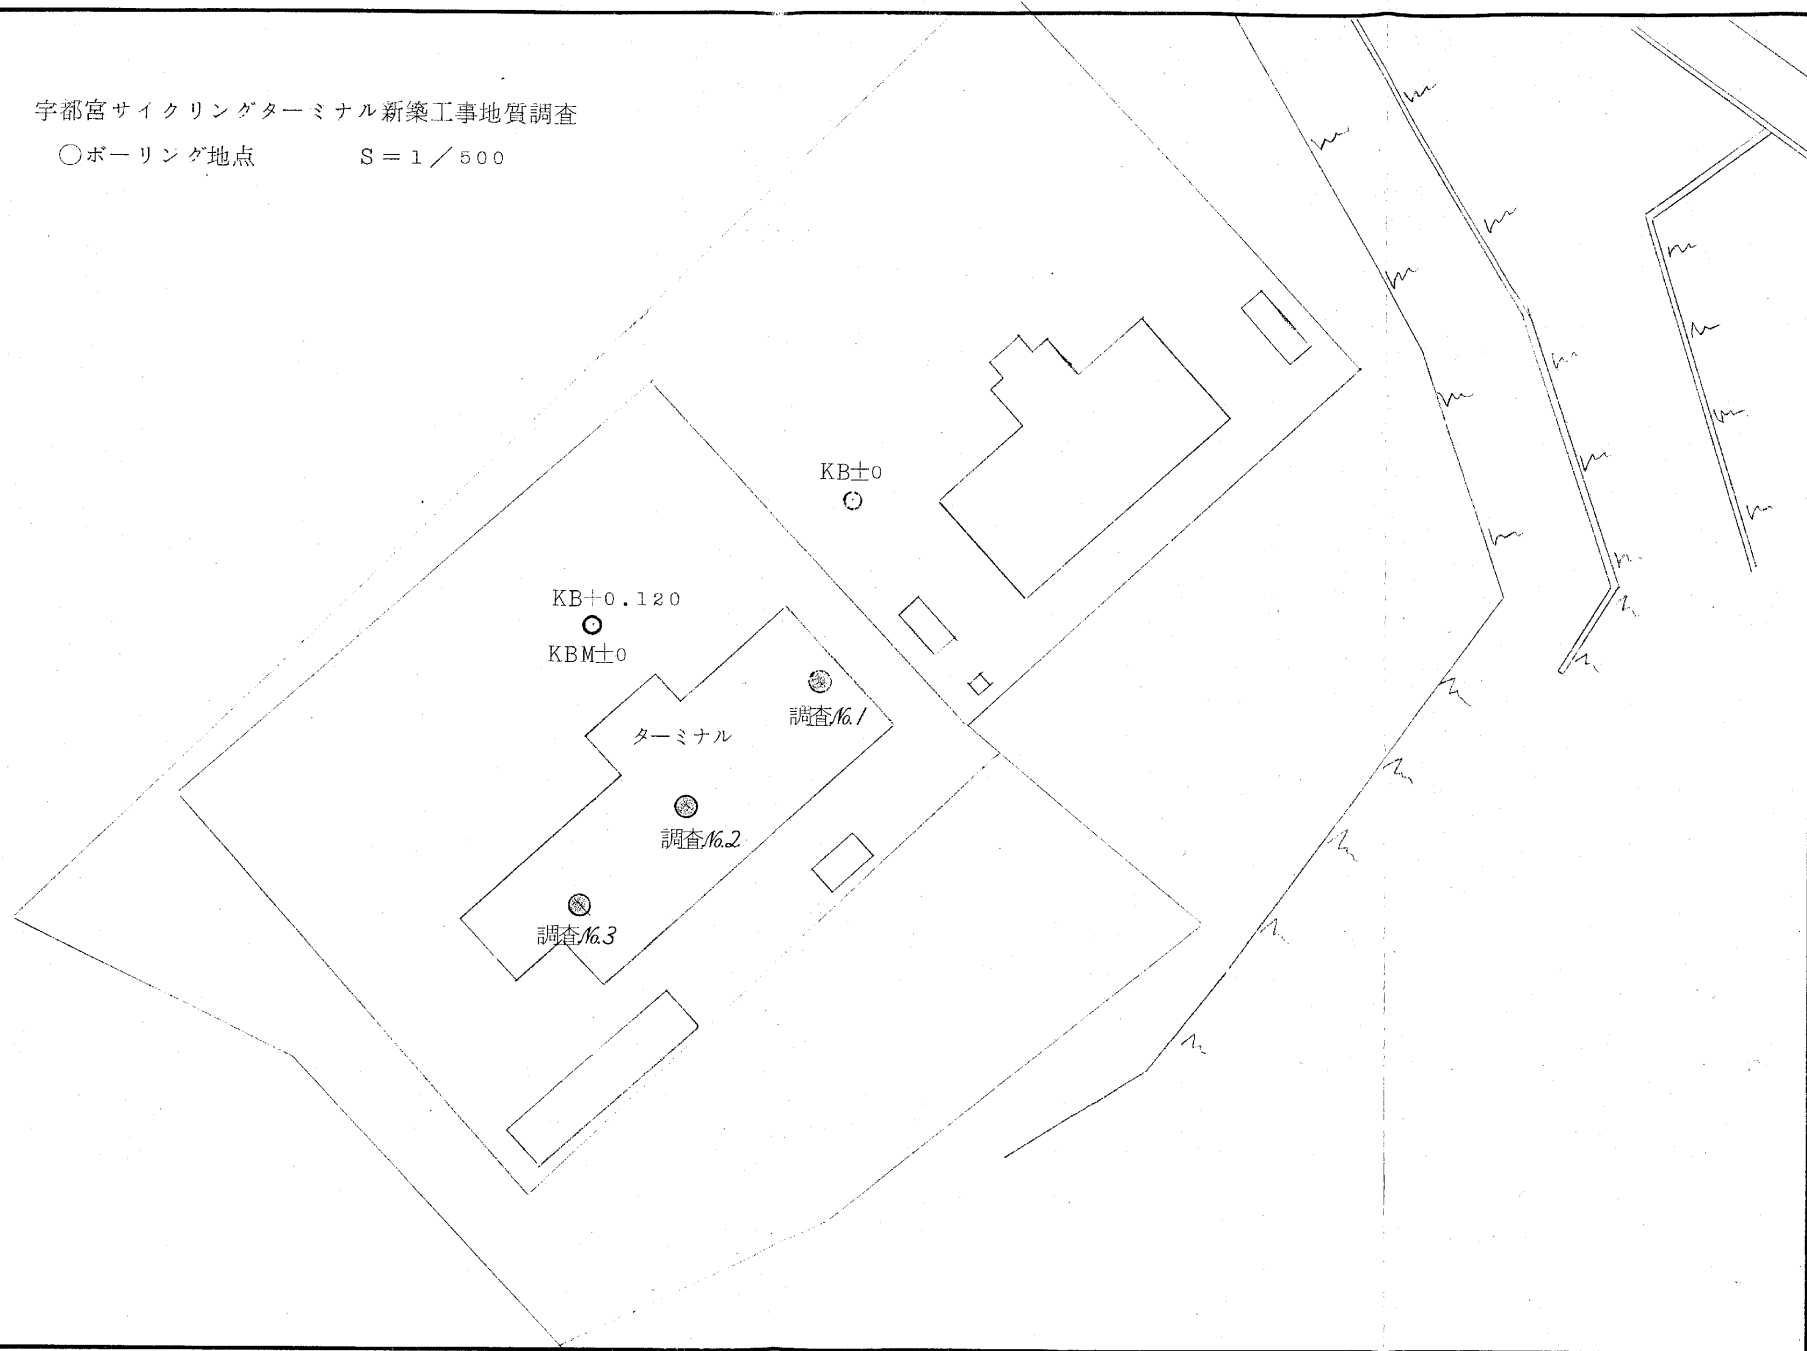 宇都宮サイクリングターミナル新築工事地質調査
○ボーリング地点 S=1/500
KB±0
KB+0.120
KBM±0
調査No.1
ターミナル
調査No.2
調査No.3